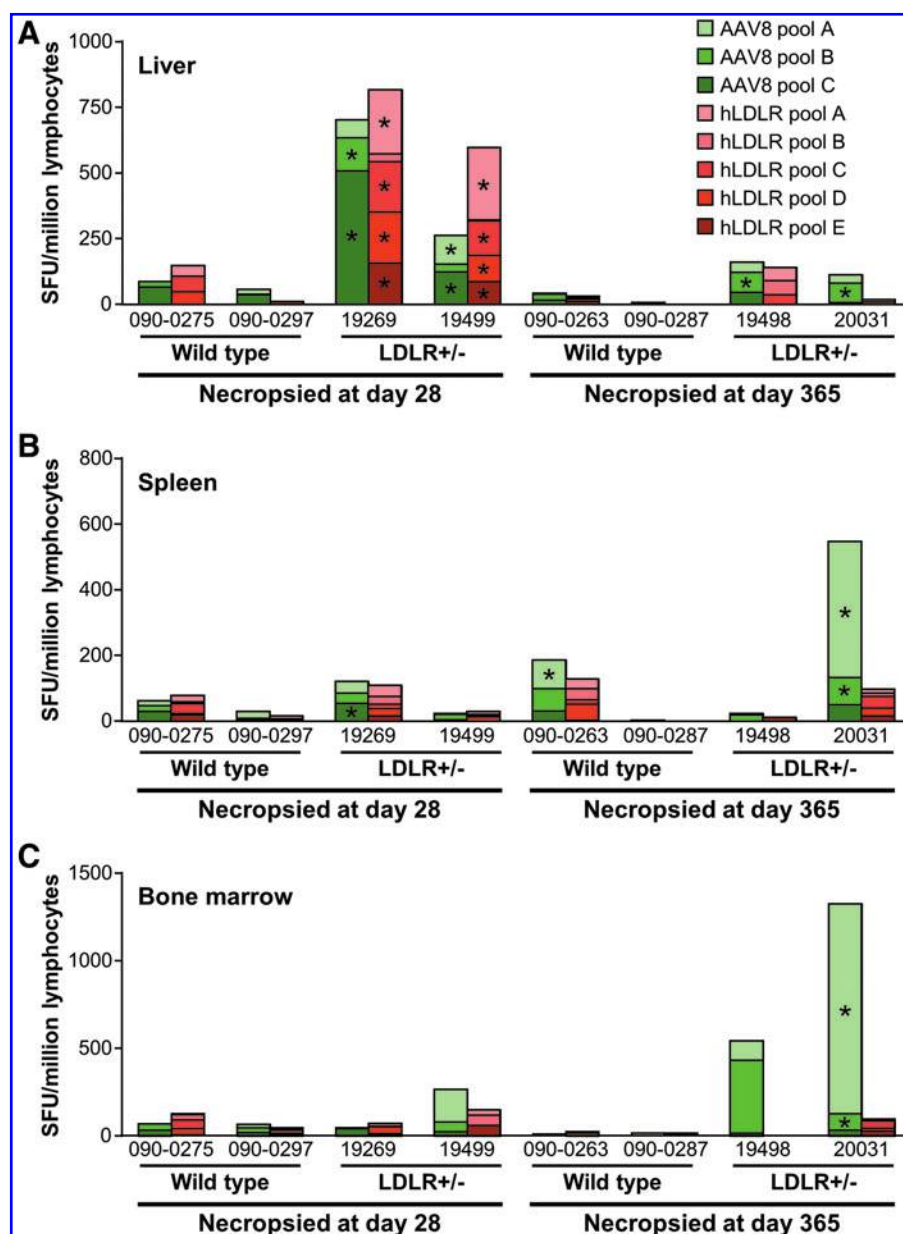 A
Liver
SFU/million lymphocytes
1000
750
500
250
0
AAV8 pool A
AAV8 pool B
AAV8 pool C
hLDLR pool A
hLDLR pool B
hLDLR pool C
hLDLR pool D
hLDLR pool E
* * * * * * * * * * * * * *
090-0275 090-0297 19269 19499 090-0263 090-0287 19498 20031
Wild type LDLR+/- Wild type LDLR+/-
Necropsied at day 28 Necropsied at day 365
B
Spleen
SFU/million lymphocytes
800
600
400
200
0
* * * *
090-0275 090-0297 19269 19499 090-0263 090-0287 19498 20031
Wild type LDLR+/- Wild type LDLR+/-
Necropsied at day 28 Necropsied at day 365
C
Bone marrow
SFU/million lymphocytes
1500
1000
500
0
* *
090-0275 090-0297 19269 19499 090-0263 090-0287 19498 20031
Wild type LDLR+/- Wild type LDLR+/-
Necropsied at day 28 Necropsied at day 365